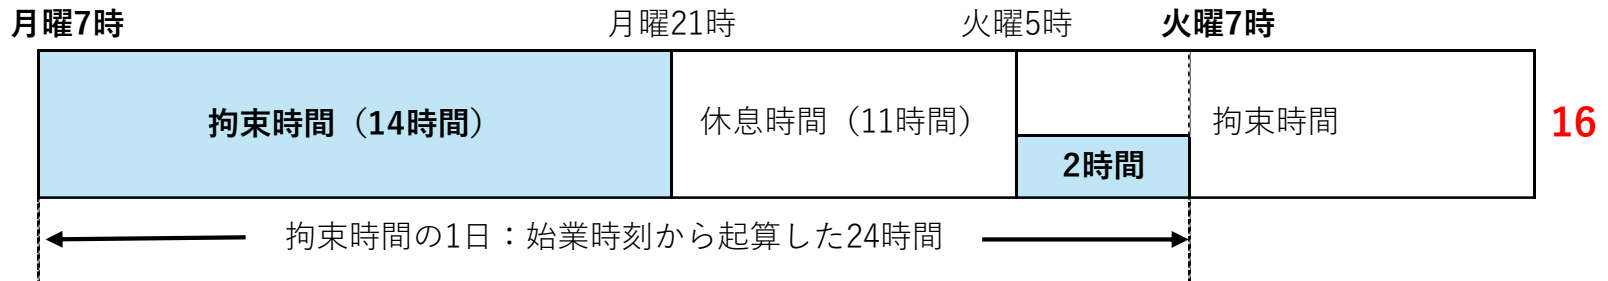 月曜7時 月曜21時 火曜5時 火曜7時
拘束時間（14時間） 休息時間（11時間） 拘束時間 16
2時間
拘束時間の1日：始業時刻から起算した24時間